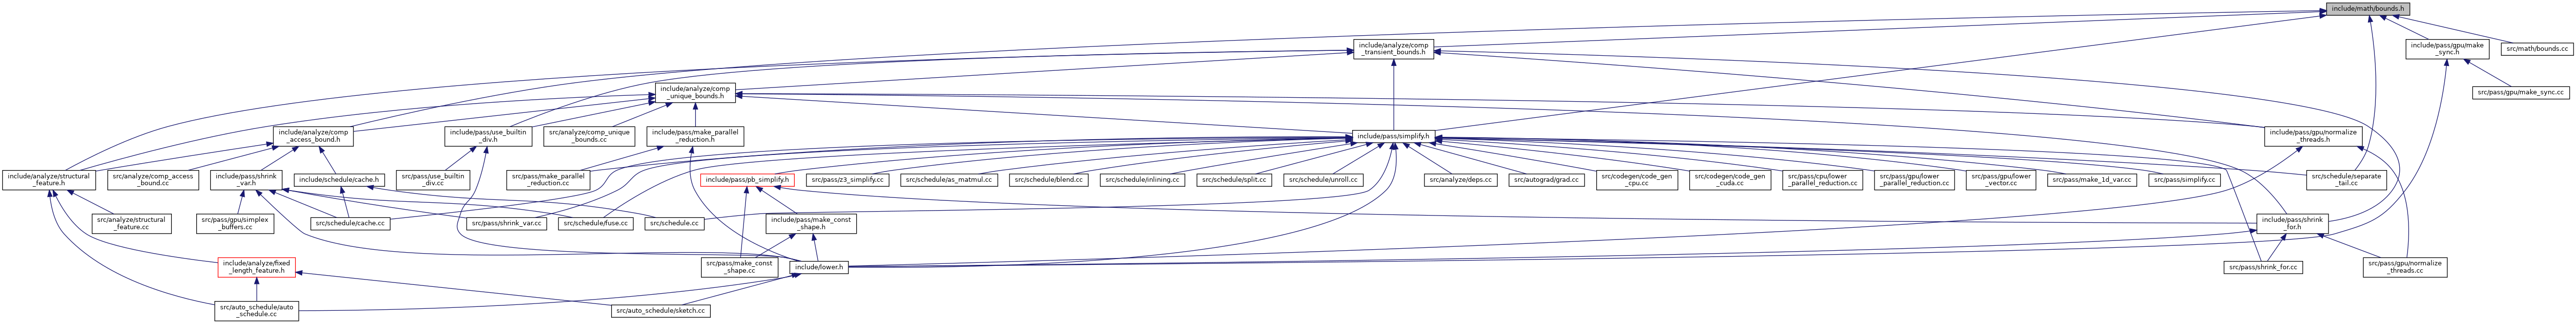 include/math/bounds.h
include/analyze/comp
_transient_bounds.h
include/pass/gpu/make
_sync.h
src/math/bounds.cc
include/analyze/comp
_unique_bounds.h
src/pass/gpu/make_sync.cc
include/analyze/comp
_access_bound.h
include/pass/use_builtin
_div.h
src/analyze/comp_unique
_bounds.cc
include/pass/make_parallel
_reduction.h
include/pass/simplify.h
include/pass/gpu/normalize
_threads.h
include/analyze/structural
_feature.h
src/analyze/comp_access
_bound.cc
include/pass/shrink
_var.h
include/schedule/cache.h
src/pass/use_builtin
_div.cc
src/pass/make_parallel
_reduction.cc
include/pass/pb_simplify.h
src/pass/z3_simplify.cc
src/schedule/as_matmul.cc
src/schedule/blend.cc
src/schedule/inlining.cc
src/schedule/split.cc
src/schedule/unroll.cc
src/analyze/deps.cc
src/autograd/grad.cc
src/codegen/code_gen
_cpu.cc
src/codegen/code_gen
_cuda.cc
src/pass/cpu/lower
_parallel_reduction.cc
src/pass/gpu/lower
_parallel_reduction.cc
src/pass/gpu/lower
_vector.cc
src/pass/make_1d_var.cc
src/pass/simplify.cc
src/schedule/separate
_tail.cc
src/analyze/structural
_feature.cc
src/pass/gpu/simplex
_buffers.cc
src/schedule/cache.cc
src/pass/shrink_var.cc
src/schedule/fuse.cc
src/schedule.cc
include/pass/make_const
_shape.h
include/pass/shrink
_for.h
include/analyze/fixed
_length_feature.h
src/pass/make_const
_shape.cc
include/lower.h
src/pass/shrink_for.cc
src/pass/gpu/normalize
_threads.cc
src/auto_schedule/auto
_schedule.cc
src/auto_schedule/sketch.cc